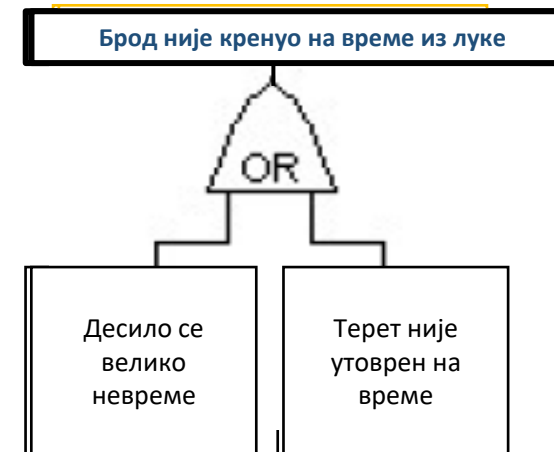 Брод није кренуо на време из луке
OR
Десило се
велико
невреме
Терет није
утоврен на
време